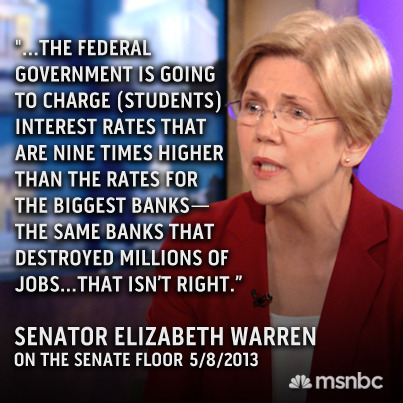 "...THE FEDERAL
GOVERNMENT IS GOING
TO CHARGE (STUDENTS)
INTEREST RATES THAT
ARE NINE TIMES HIGHER
THAN THE RATES FOR
THE BIGGEST BANKS—
THE SAME BANKS THAT
DESTROYED MILLIONS OF
JOBS...THAT ISN'T RIGHT.”
SENATOR ELIZABETH WARREN
ON THE SENATE FLOOR 5/8/2013
msnbc